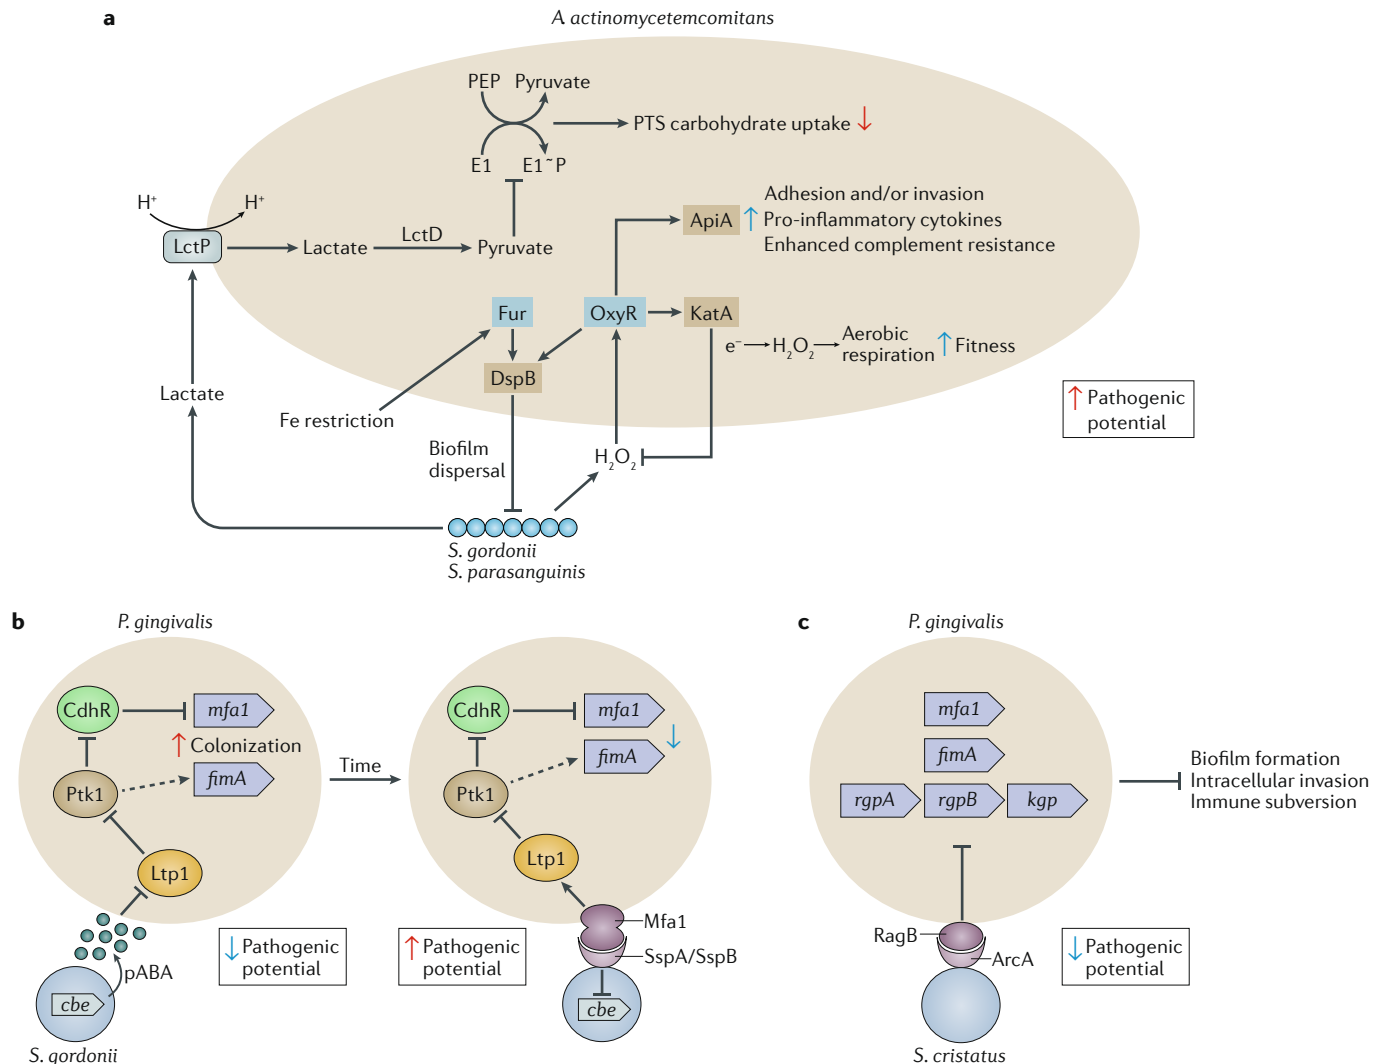 a
A actinomycetemcomitans
PEP Pyruvate
PTS carbohydrate uptake
E1 E1~P
H⁺ H⁺
LctP
Lactate
LctD
Pyruvate
ApiA
Adhesion and/or invasion
Pro-inflammatory cytokines
Enhanced complement resistance
Fur
OxyR
KatA
e⁻
H₂O₂
Aerobic
respiration
Fitness
DspB
Lactate
Fe restriction
Pathogenic
potential
Biofilm
dispersal
H₂O₂
S. gordonii
S. parasanguinis
b
P. gingivalis
CdhR
mfa1
Colonization
fimA
Ptk1
Ltp1
pABA
cbe
S. gordonii
Pathogenic
potential
Time
CdhR
mfa1
fimA
Ptk1
Ltp1
Mfa1
SspA/SspB
cbe
Pathogenic
potential
c
P. gingivalis
mfa1
fimA
rgpA rgpB kgp
Biofilm formation
Intracellular invasion
Immune subversion
RagB
ArcA
S. cristatus
Pathogenic
potential